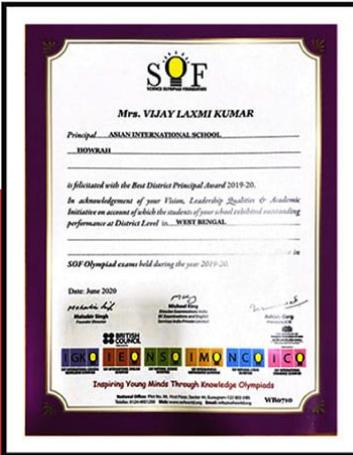 SOF
SCIENCE OLYMPIAD FOUNDATION
Mrs. VIJAY LAXMI KUMAR
Principal ASIAN INTERNATIONAL SCHOOL
HOWRAH
is felicitated with the Best District Principal Award 2019-20.
In acknowledgement of your Vision, Leadership Qualities & Academic
Initiative on account of which the students of your school exhibited outstanding
performance at District Level in WEST BENGAL
in
SOF Olympiad exams held during the year 2019-20.
Date: June 2020
Mahabir Singh Michael King Ashish Garg
Founder Director
BRITISH COUNCIL
IGKO IEO NSO IMO NCO ICO
Inspiring Young Minds Through Knowledge Olympiads
WB0710